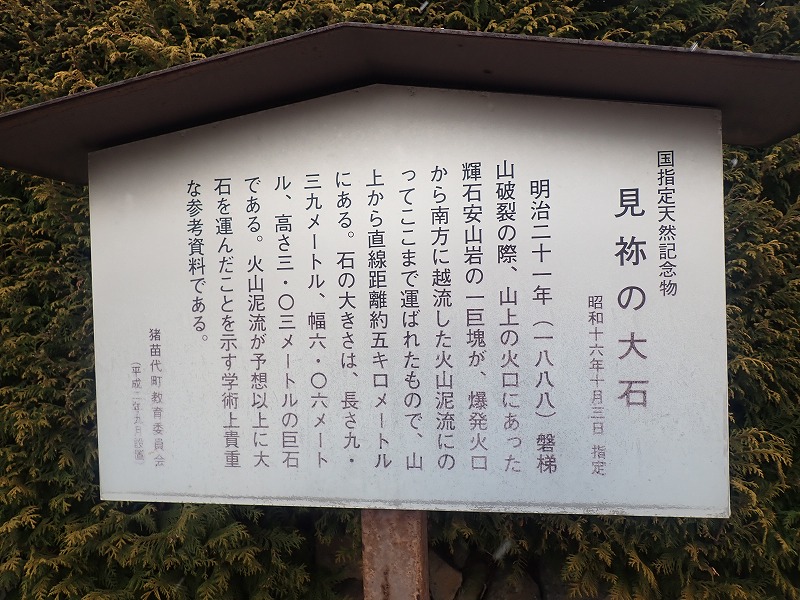 国指定天然記念物
見祢の大石
昭和十六年十月三日 指定
明治二十一年(一八八八)磐梯
山破裂の際、山上の火口にあった
輝石安山岩の一巨塊が、爆発火口
から南方に越流した火山泥流にの
ってここまで運ばれたもので、山
上から直線距離約五キロメートル
にある。石の大きさは、長さ九・
三九メートル、幅六・〇六メート
ル、高さ三・〇三メートルの巨石
である。火山泥流が予想以上に大
石を運んだことを示す学術上貴重
な参考資料である。
猪苗代町教育委員会
(平成二年九月設置)